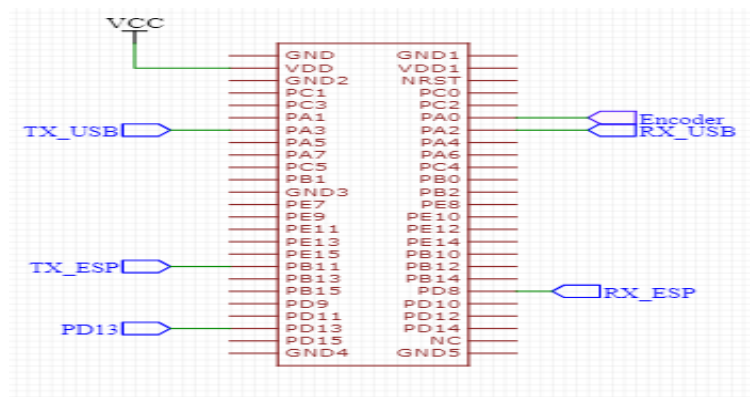 VCC
GND GND1
VDD VDD1
GND2 NRST
PC1 PC0
PC3 PC2
PA1 PA0 Encoder
TX_USB PA3 PA2 RX_USB
PA5 PA4
PA7 PA6
PC5 PC4
PB1 PB0
GND3 PB2
PE7 PE8
PE9 PE10
PE11 PE12
PE13 PE14
PE15 PB10
TX_ESP PB11 PB12
PB13 PB14
PB15 PD8 RX_ESP
PD9 PD10
PD11 PD12
PD13 PD13 PD14
PD15 NC
GND4 GND5